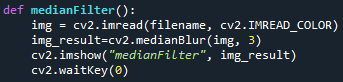 def medianFilter():
    img = cv2.imread(filename, cv2.IMREAD_COLOR)
    img_result=cv2.medianBlur(img, 3)
    cv2.imshow("medianFilter", img_result)
    cv2.waitKey(0)